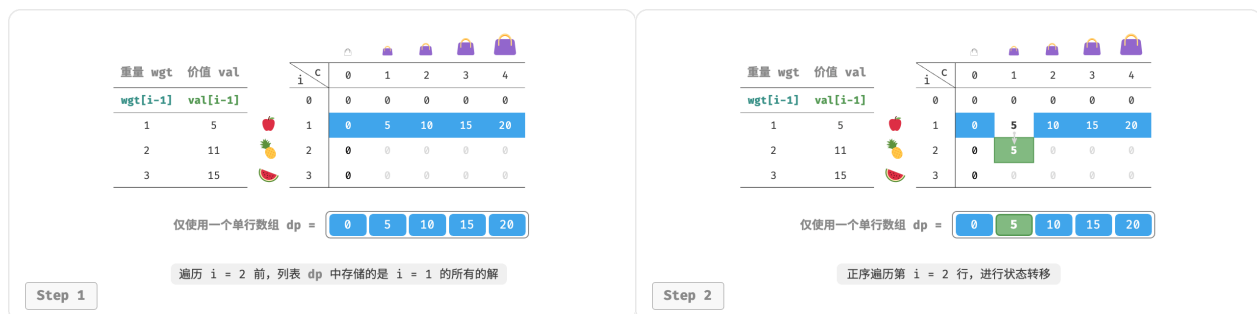 重量 wgt 价值 val
wgt[i-1] val[i-1]
1 5
2 11
3 15
i c 0 1 2 3 4
0 0 0 0 0 0
1 0 5 10 15 20
2 0 0 0 0 0
3 0 0 0 0 0
仅使用一个单行数组 dp = 0 5 10 15 20
遍历 i = 2 前，列表 dp 中存储的是 i = 1 的所有的解
Step 1
重量 wgt 价值 val
wgt[i-1] val[i-1]
1 5
2 11
3 15
i c 0 1 2 3 4
0 0 0 0 0 0
1 0 5 10 15 20
2 0 5 0 0 0
3 0 0 0 0 0
仅使用一个单行数组 dp = 0 5 10 15 20
正序遍历第 i = 2 行，进行状态转移
Step 2